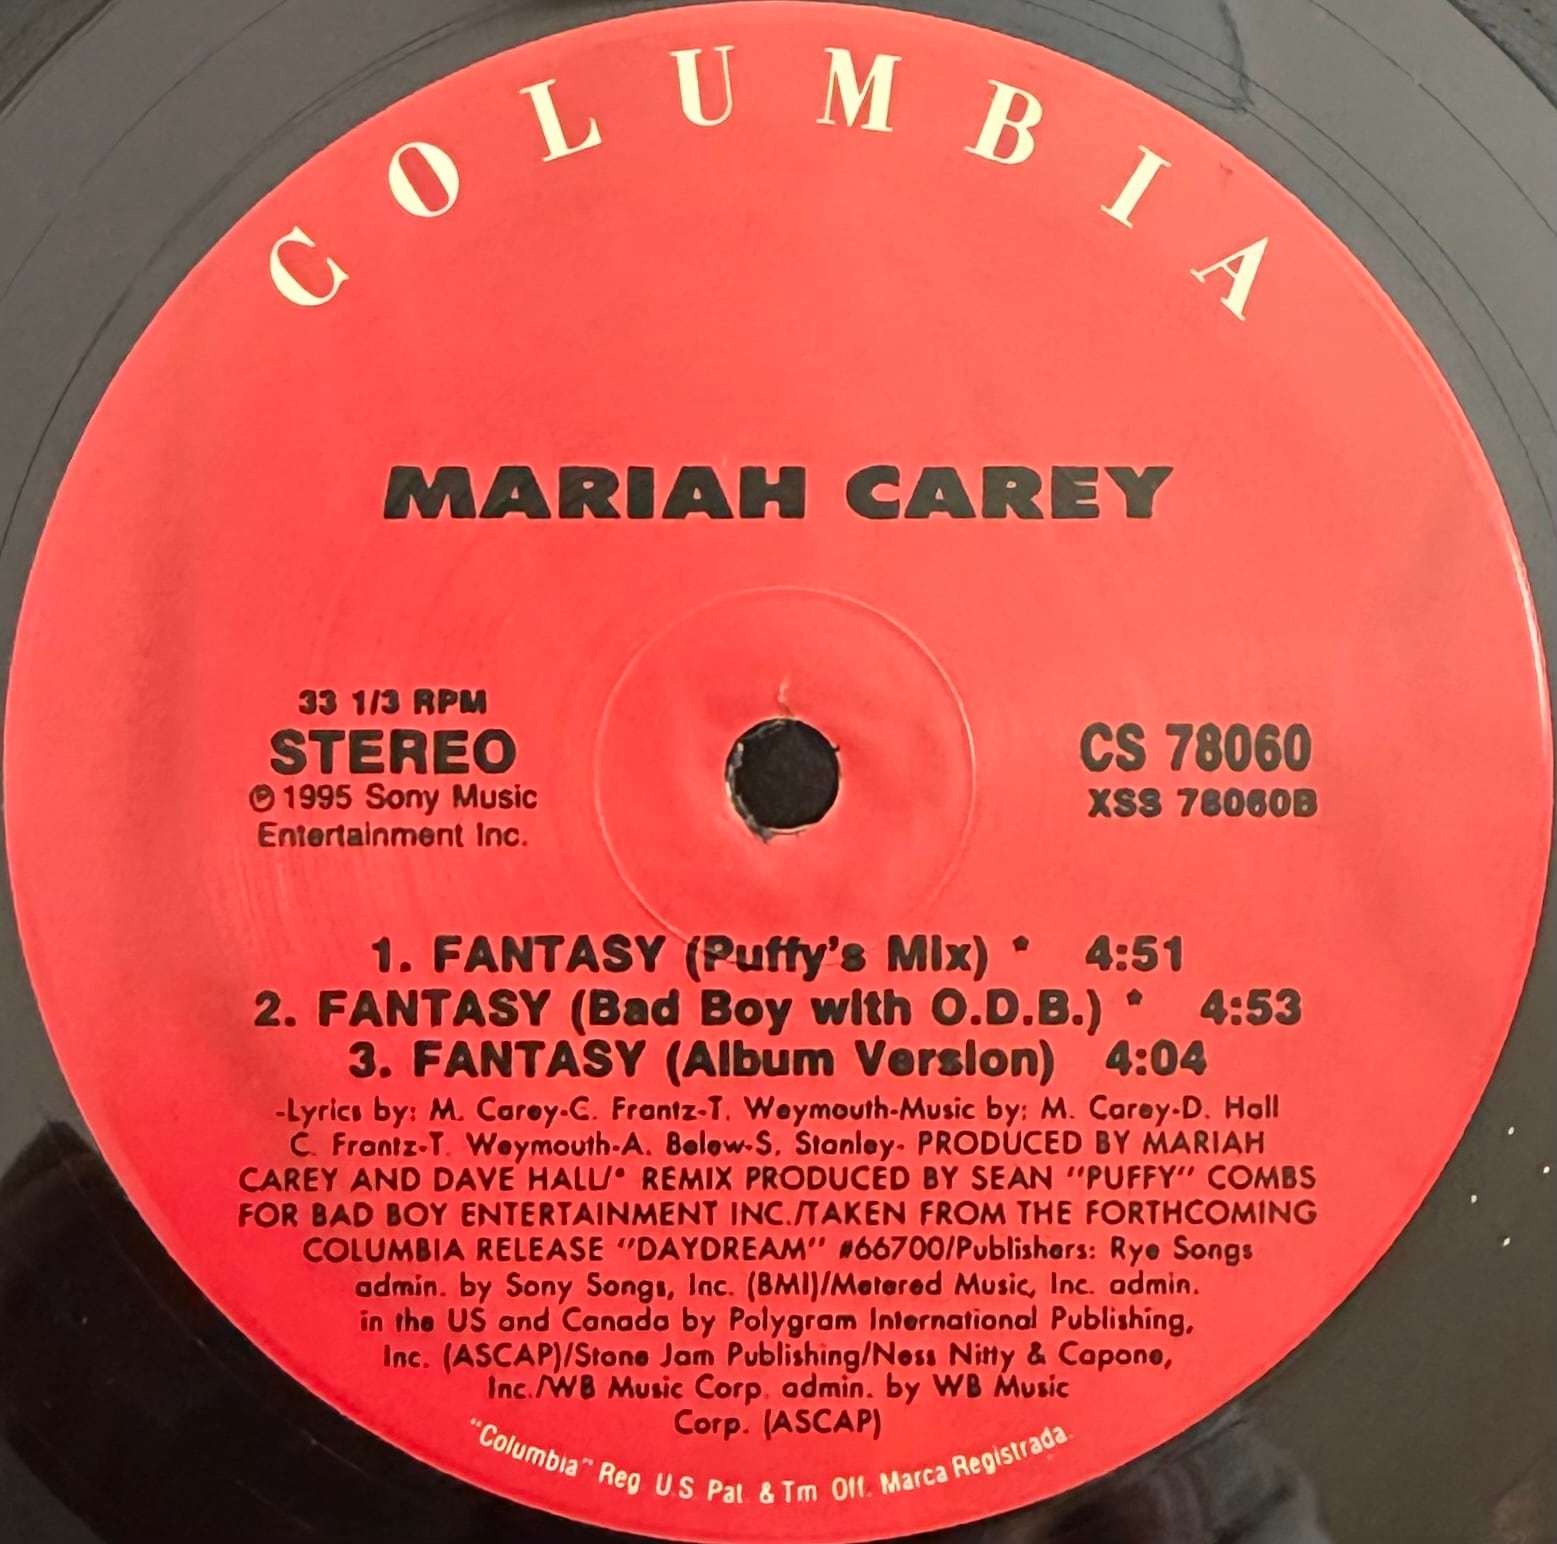 COLUMBIA
MARIAH CAREY
33 1/3 RPM
STEREO
℗ 1995 Sony Music
Entertainment Inc.
CS 78060
XSS 78060B
1. FANTASY (Puffy's Mix) * 4:51
2. FANTASY (Bad Boy with O.D.B.) * 4:53
3. FANTASY (Album Version) 4:04
-Lyrics by: M. Carey-C. Frantz-T. Weymouth-Music by: M. Carey-D. Hall
C. Frantz-T. Weymouth-A. Belew-S. Stanley- PRODUCED BY MARIAH
CAREY AND DAVE HALL/* REMIX PRODUCED BY SEAN "PUFFY" COMBS
FOR BAD BOY ENTERTAINMENT INC./TAKEN FROM THE FORTHCOMING
COLUMBIA RELEASE "DAYDREAM" #66700/Publishers: Rye Songs
admin. by Sony Songs, Inc. (BMI)/Metered Music, Inc. admin.
in the US and Canada by Polygram International Publishing,
Inc. (ASCAP)/Stone Jam Publishing/Ness Nitty & Capone,
Inc./WB Music Corp. admin. by WB Music
Corp. (ASCAP)
"Columbia" Reg. U.S. Pat. & Tm. Off. Marca Registrada.